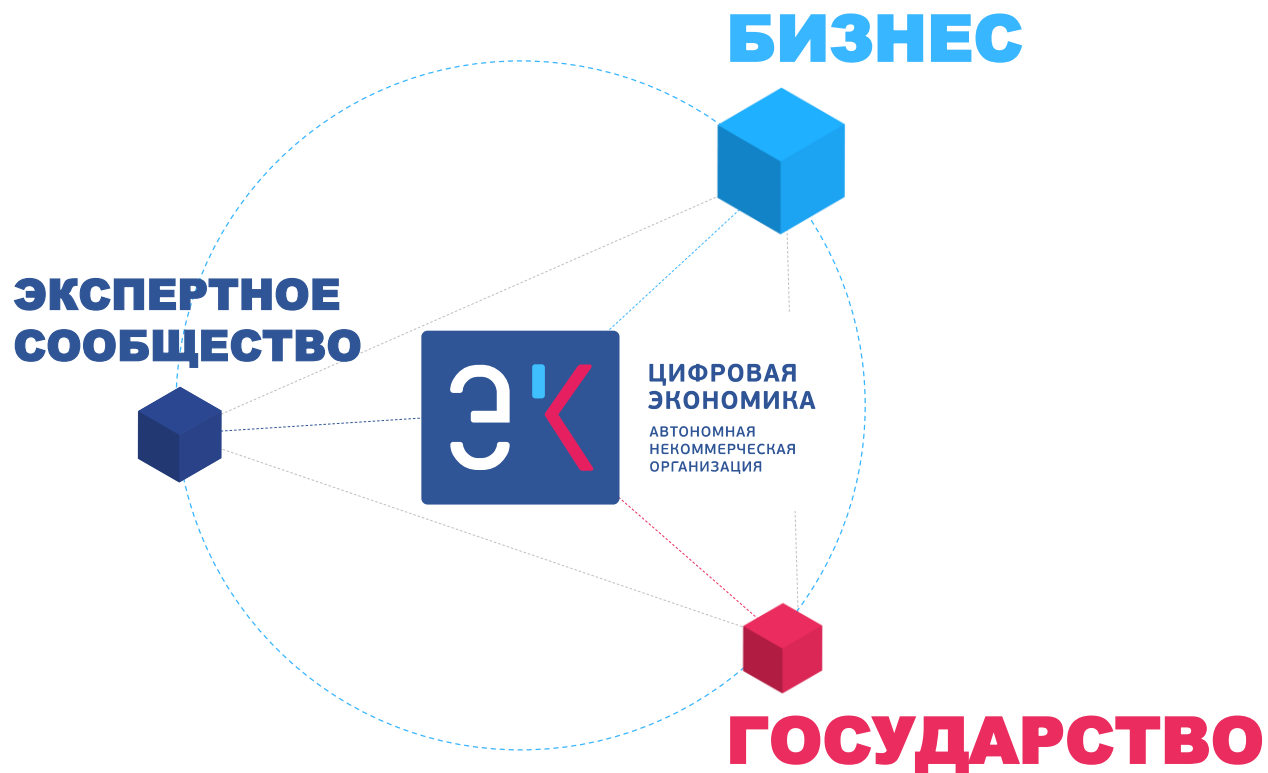 БИЗНЕС
ЭКСПЕРТНОЕ
СООБЩЕСТВО
ЭК
ЦИФРОВАЯ
ЭКОНОМИКА
АВТОНОМНАЯ
НЕКОММЕРЧЕСКАЯ
ОРГАНИЗАЦИЯ
ГОСУДАРСТВО